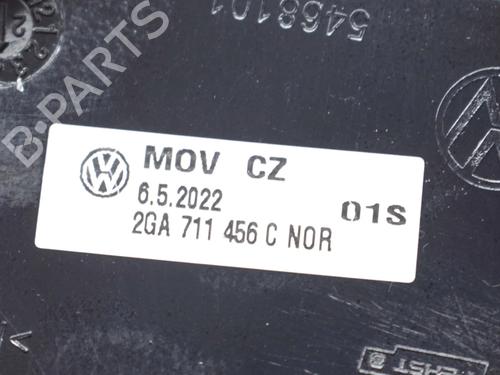 5468101
B-PARTS
MOV CZ
6.5.2022
01S
2GA 711 456 C NOR